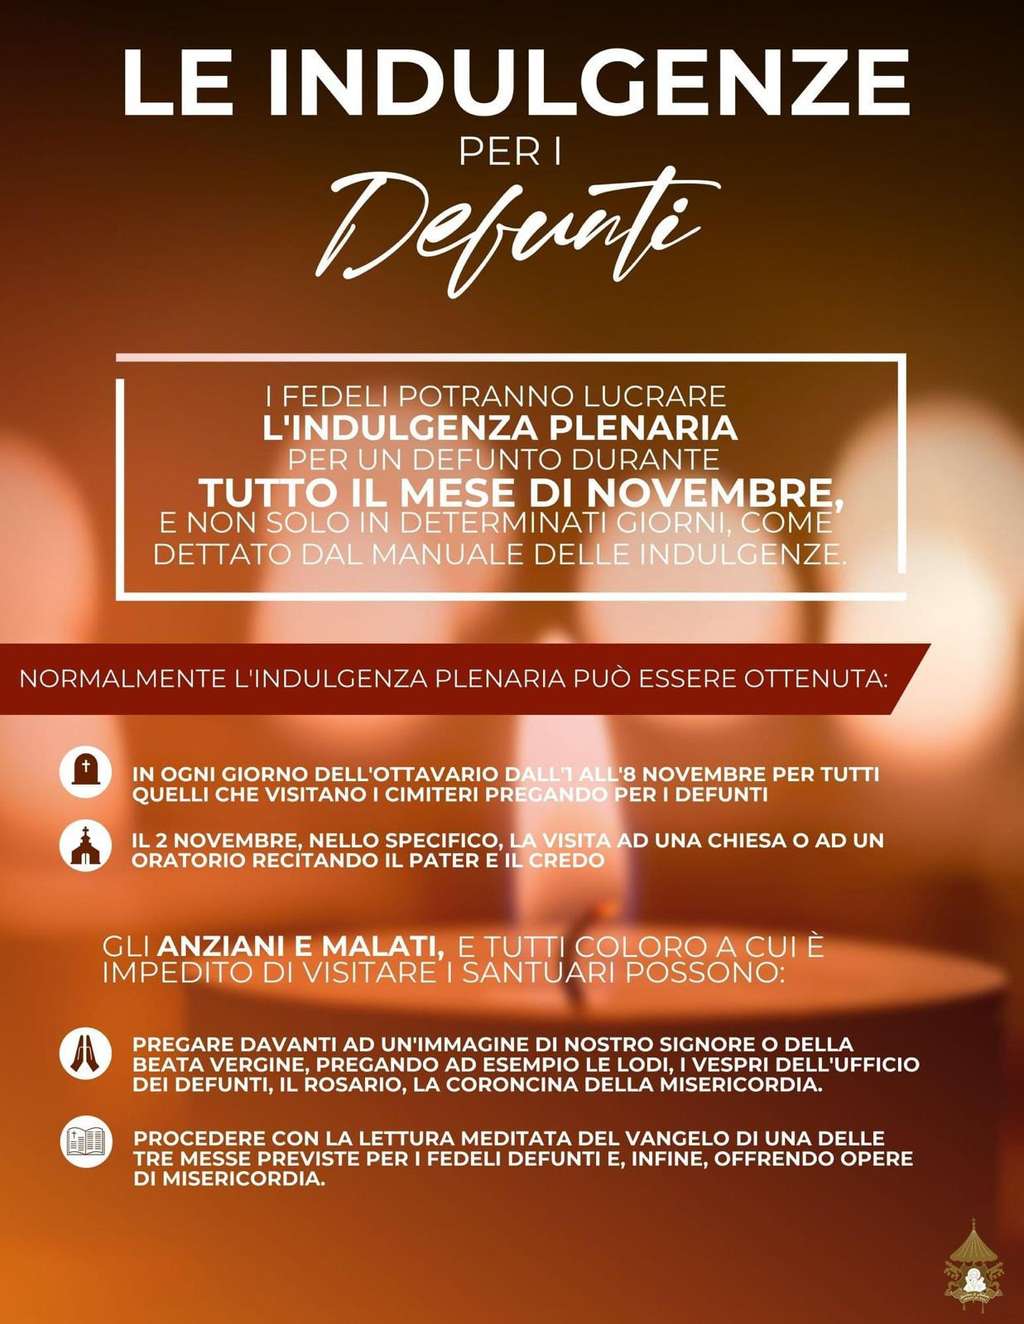 LE INDULGENZE
PER I
Defunti
I FEDELI POTRANNO LUCRARE
L'INDULGENZA PLENARIA
PER UN DEFUNTO DURANTE
TUTTO IL MESE DI NOVEMBRE,
E NON SOLO IN DETERMINATI GIORNI, COME
DETTATO DAL MANUALE DELLE INDULGENZE.
NORMALMENTE L'INDULGENZA PLENARIA PUÒ ESSERE OTTENUTA:
IN OGNI GIORNO DELL'OTTAVARIO DALL'1 ALL'8 NOVEMBRE PER TUTTI
QUELLI CHE VISITANO I CIMITERI PREGANDO PER I DEFUNTI
IL 2 NOVEMBRE, NELLO SPECIFICO, LA VISITA AD UNA CHIESA O AD UN
ORATORIO RECITANDO IL PATER E IL CREDO
GLI ANZIANI E MALATI, E TUTTI COLORO A CUI È
IMPEDITO DI VISITARE I SANTUARI POSSONO:
PREGARE DAVANTI AD UN'IMMAGINE DI NOSTRO SIGNORE O DELLA
BEATA VERGINE, PREGANDO AD ESEMPIO LE LODI, I VESPRI DELL'UFFICIO
DEI DEFUNTI, IL ROSARIO, LA CORONCINA DELLA MISERICORDIA.
PROCEDERE CON LA LETTURA MEDITATA DEL VANGELO DI UNA DELLE
TRE MESSE PREVISTE PER I FEDELI DEFUNTI E, INFINE, OFFRENDO OPERE
DI MISERICORDIA.